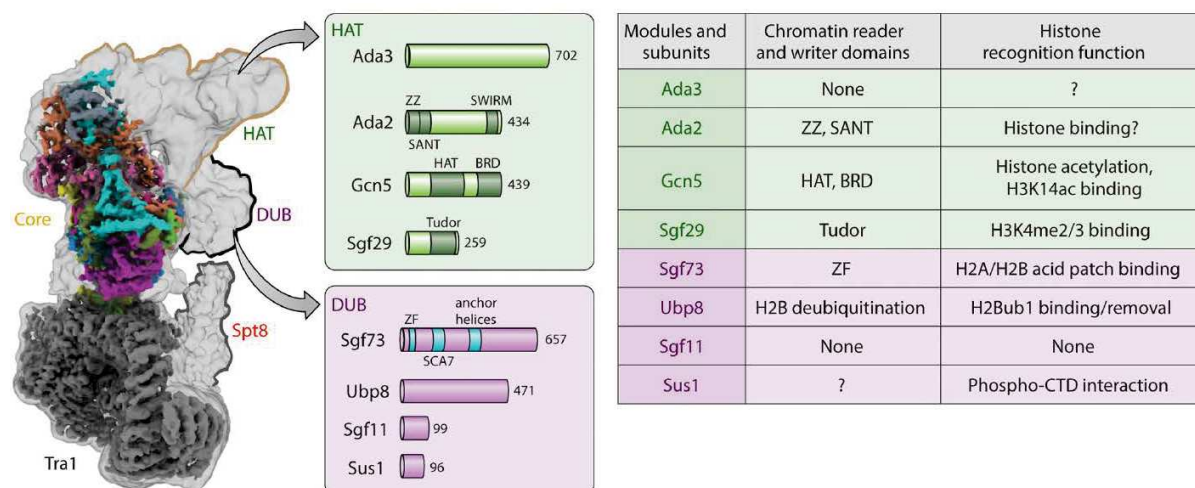 HAT
Ada3
702
ZZ
SWIRM
Ada2
434
SANT
HAT
BRD
Gcn5
439
Tudor
Sgf29
259
HAT
Core
DUB
Spt8
Tra1
DUB
ZF
anchor
helices
Sgf73
657
SCA7
Ubp8
471
Sgf11
99
Sus1
96
Modules and subunits | Chromatin reader and writer domains | Histone recognition function
Ada3 | None | ?
Ada2 | ZZ, SANT | Histone binding?
Gcn5 | HAT, BRD | Histone acetylation, H3K14ac binding
Sgf29 | Tudor | H3K4me2/3 binding
Sgf73 | ZF | H2A/H2B acid patch binding
Ubp8 | H2B deubiquitination | H2Bub1 binding/removal
Sgf11 | None | None
Sus1 | ? | Phospho-CTD interaction